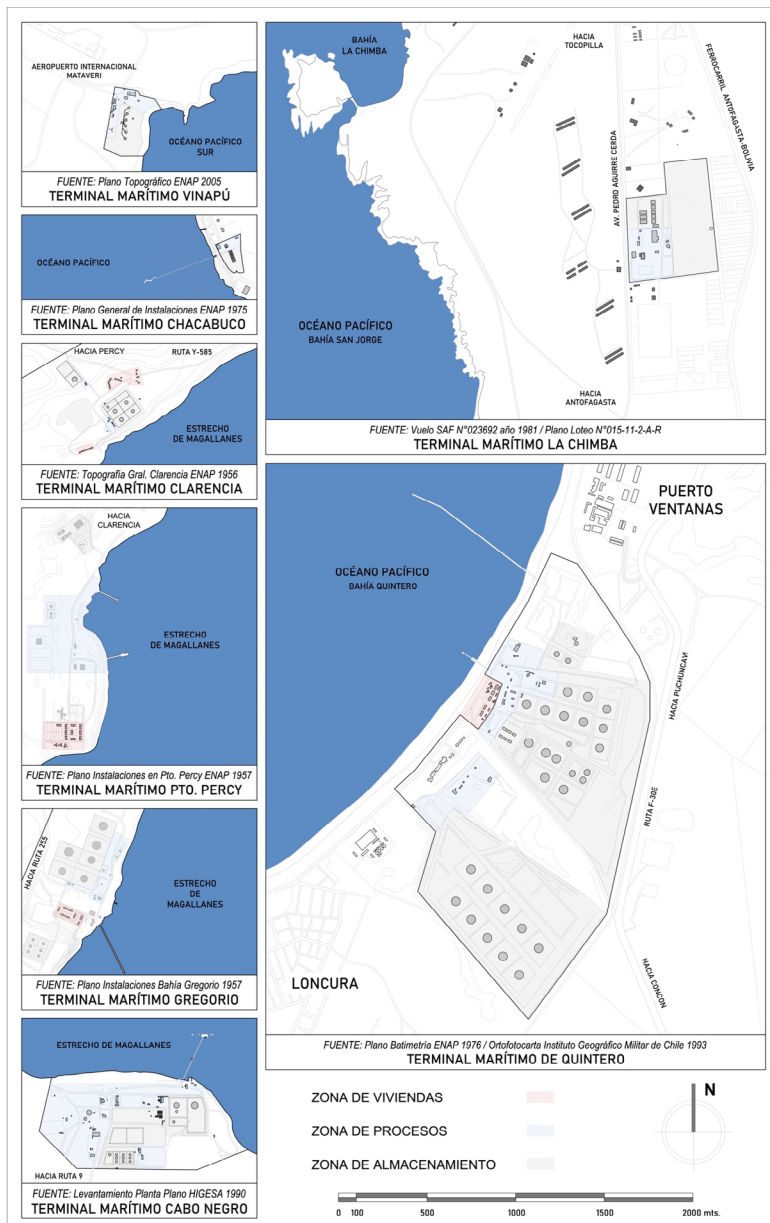 AEROPUERTO INTERNACIONAL
MATAVERI
OCÉANO PACÍFICO
SUR
FUENTE: Plano Topográfico ENAP 2005
TERMINAL MARÍTIMO VINAPÚ
OCÉANO PACÍFICO
FUENTE: Plano General de Instalaciones ENAP 1975
TERMINAL MARÍTIMO CHACABUCO
HACIA PERCY
RUTA Y-585
ESTRECHO
DE MAGALLANES
FUENTE: Topografía Gral. Clarencia ENAP 1956
TERMINAL MARÍTIMO CLARENCIA
HACIA
CLARENCIA
ESTRECHO
DE MAGALLANES
FUENTE: Plano Instalaciones en Pto. Percy ENAP 1957
TERMINAL MARÍTIMO PTO. PERCY
HACIA RUTA 255
ESTRECHO
DE
MAGALLANES
FUENTE: Plano Instalaciones Bahía Gregorio 1957
TERMINAL MARÍTIMO GREGORIO
ESTRECHO DE MAGALLANES
HACIA RUTA 9
FUENTE: Levantamiento Planta Plano HIGESA 1990
TERMINAL MARÍTIMO CABO NEGRO
BAHÍA
LA CHIMBA
HACIA
TOCOPILLA
FERROCARRIL ANTOFAGASTA-BOLIVIA
AV. PEDRO AGUIRRE CERDA
OCÉANO PACÍFICO
BAHÍA SAN JORGE
HACIA
ANTOFAGASTA
FUENTE: Vuelo SAF N°023692 año 1981 / Plano Loteo N°015-11-2-A-R
TERMINAL MARÍTIMO LA CHIMBA
PUERTO
VENTANAS
OCÉANO PACÍFICO
BAHÍA QUINTERO
HACIA PUCHUNCAVI
RUTA F-30E
HACIA CONCON
LONCURA
FUENTE: Plano Batimetría ENAP 1976 / Ortofotocarta Instituto Geográfico Militar de Chile 1993
TERMINAL MARÍTIMO DE QUINTERO
ZONA DE VIVIENDAS
ZONA DE PROCESOS
ZONA DE ALMACENAMIENTO
N
0 100 500 1000 1500 2000 mts.